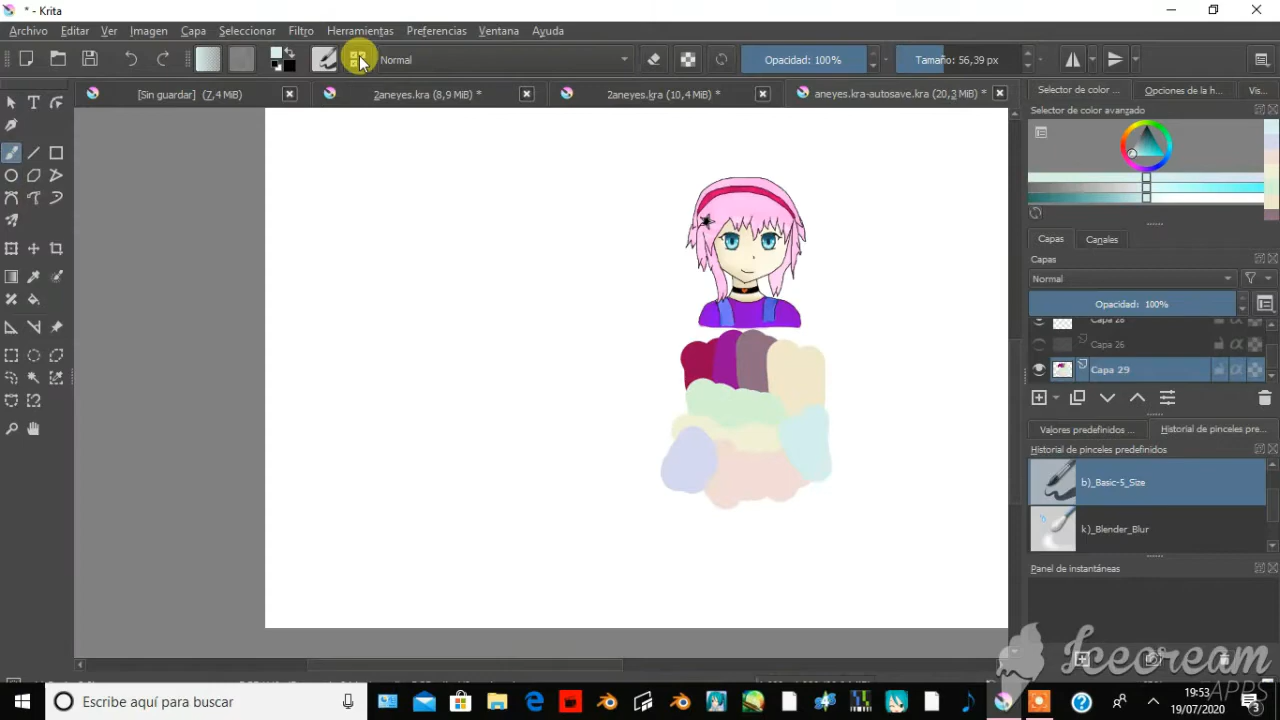 * - Krita
Archivo Editar Ver Imagen Capa Seleccionar Filtro Herramientas Preferencias Ventana Ayuda
Normal Opacidad: 100% Tamaño: 56,39 px
[Sin guardar] (7,4 MiB) 2aneyes.kra (8,9 MiB) * 2aneyes.kra (10,4 MiB) * aneyes.kra-autosave.kra (20,3 MiB) *
Selector de color ... Opciones de la h... Vis...
Selector de color avanzado
Capas Canales
Capas
Normal
Opacidad: 100%
Capa 28
Capa 26
Capa 29
Valores predefinidos ... Historial de pinceles pre...
Historial de pinceles predefinidos
b)_Basic-5_Size
k)_Blender_Blur
Panel de instantáneas
Icecream
APPS
Escribe aquí para buscar
19:53
19/07/2020
3